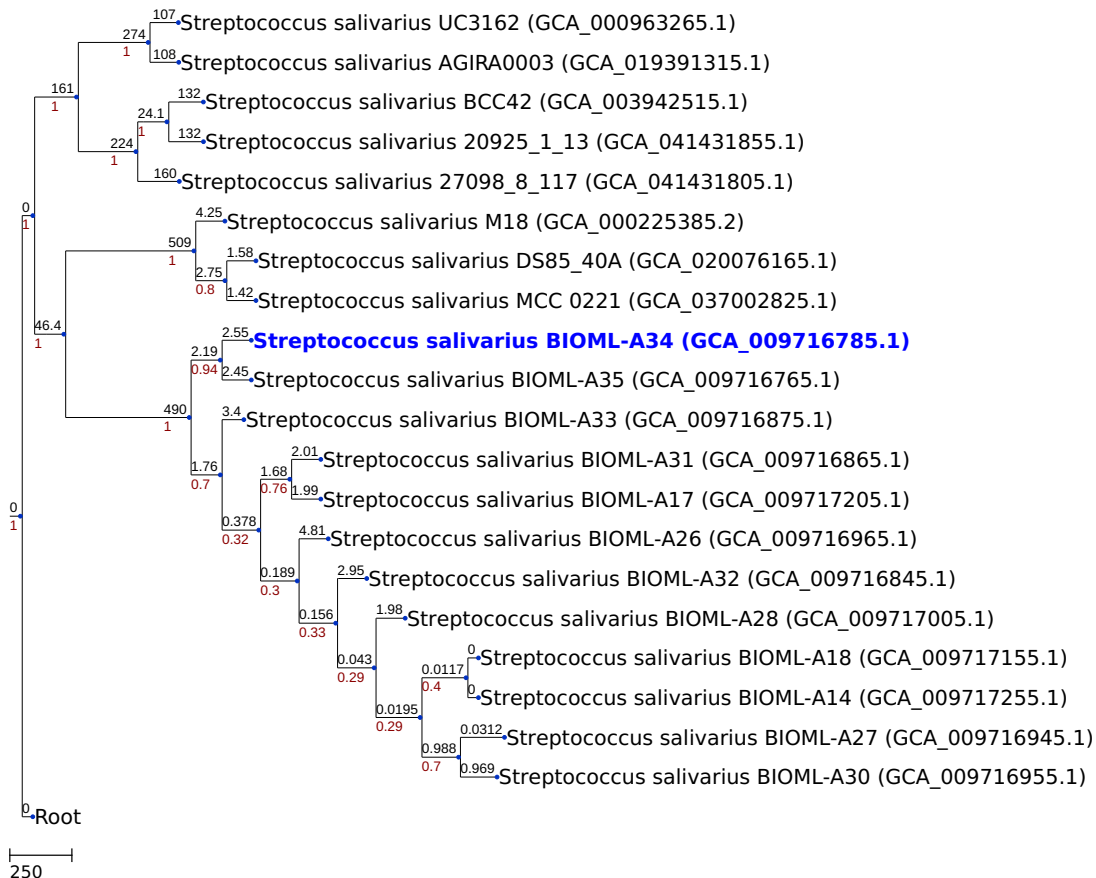 107
Streptococcus salivarius UC3162 (GCA_000963265.1)
274
1
108
Streptococcus salivarius AGIRA0003 (GCA_019391315.1)
161
1
132
Streptococcus salivarius BCC42 (GCA_003942515.1)
24.1
1
132
Streptococcus salivarius 20925_1_13 (GCA_041431855.1)
224
1
160
Streptococcus salivarius 27098_8_117 (GCA_041431805.1)
0
1
4.25
Streptococcus salivarius M18 (GCA_000225385.2)
509
1
1.58
Streptococcus salivarius DS85_40A (GCA_020076165.1)
2.75
0.8
1.42
Streptococcus salivarius MCC 0221 (GCA_037002825.1)
46.4
1
2.55
Streptococcus salivarius BIOML-A34 (GCA_009716785.1)
2.19
0.94
2.45
Streptococcus salivarius BIOML-A35 (GCA_009716765.1)
490
1
3.4
Streptococcus salivarius BIOML-A33 (GCA_009716875.1)
1.76
0.7
2.01
Streptococcus salivarius BIOML-A31 (GCA_009716865.1)
1.68
0.76
1.99
Streptococcus salivarius BIOML-A17 (GCA_009717205.1)
0
1
0.378
0.32
4.81
Streptococcus salivarius BIOML-A26 (GCA_009716965.1)
0.189
0.3
2.95
Streptococcus salivarius BIOML-A32 (GCA_009716845.1)
0.156
0.33
1.98
Streptococcus salivarius BIOML-A28 (GCA_009717005.1)
0.043
0.29
0
Streptococcus salivarius BIOML-A18 (GCA_009717155.1)
0.0117
0.4
0
Streptococcus salivarius BIOML-A14 (GCA_009717255.1)
0.0195
0.29
0.0312
Streptococcus salivarius BIOML-A27 (GCA_009716945.1)
0.988
0.7
0.969
Streptococcus salivarius BIOML-A30 (GCA_009716955.1)
0
Root
250